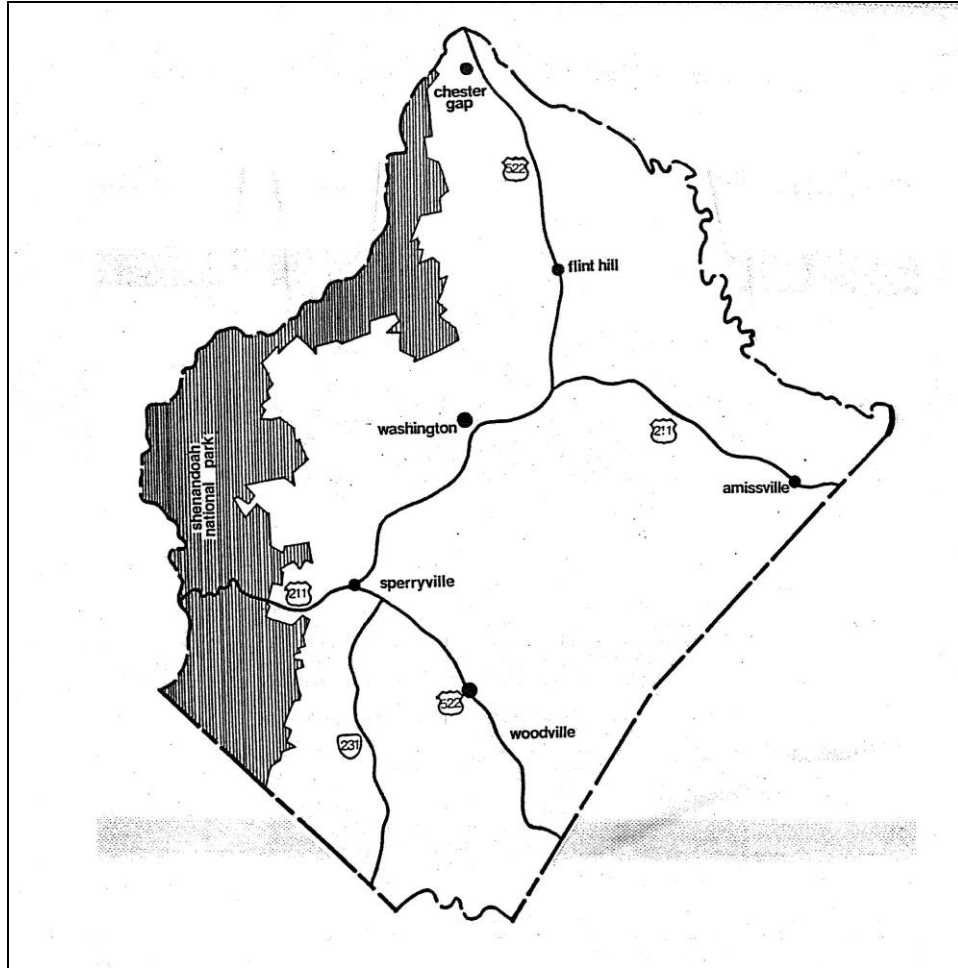 chester
gap
522
flint hill
washington
211
amissville
shenandoah
national park
211
sperryville
522
woodville
231